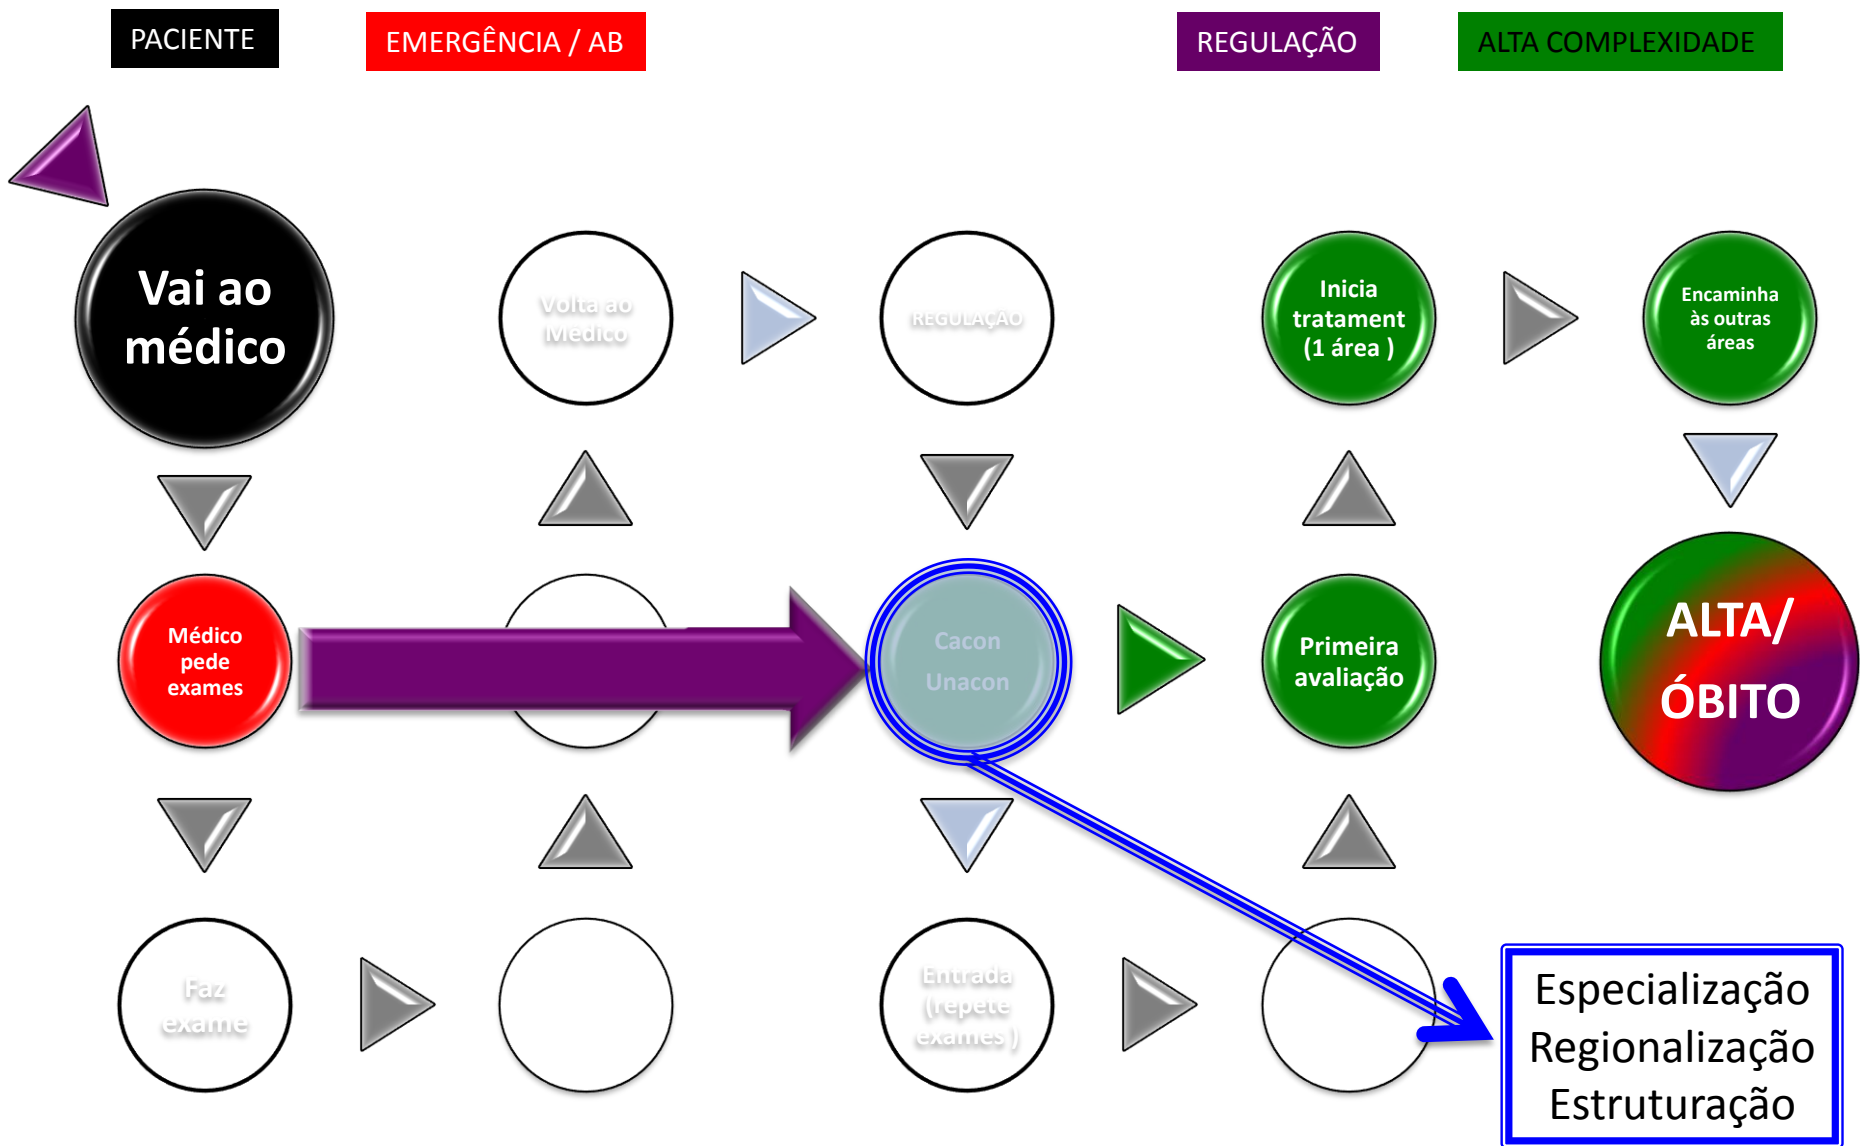 PACIENTE
EMERGÊNCIA / AB
REGULAÇÃO
ALTA COMPLEXIDADE
Vai ao
médico
Volta ao
Médico
REGULAÇÃO
Inicia
tratament
(1 área )
Encaminha
às outras
áreas
Médico
pede
exames
Cacon
Unacon
Primeira
avaliação
ALTA/
ÓBITO
Faz
exame
Entrada
(repete
exames )
Especialização
Regionalização
Estruturação